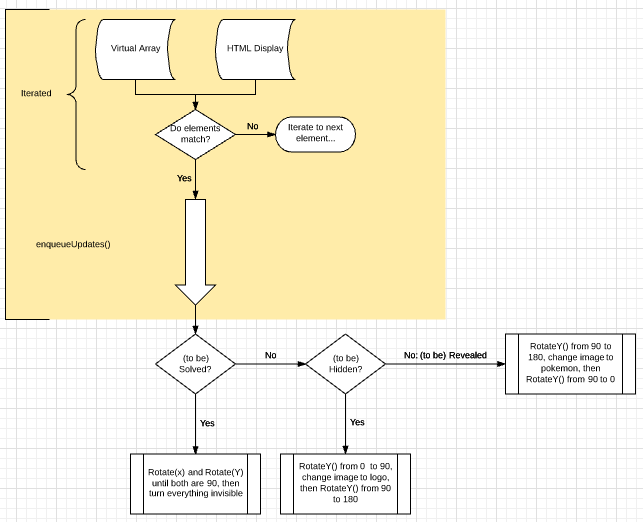 Virtual Array
HTML Display
Iterated
Do elements
match?
No
Iterate to next
element...
Yes
enqueueUpdates()
(to be)
Solved?
No
(to be)
Hidden?
No: (to be) Revealed
RotateY() from 90 to
180, change image to
pokemon, then
RotateY() from 90 to 0
Yes
Yes
Rotate(x) and Rotate(Y)
until both are 90, then
turn everything invisible
RotateY() from 0 to 90,
change image to logo,
then RotateY() from 90
to 180